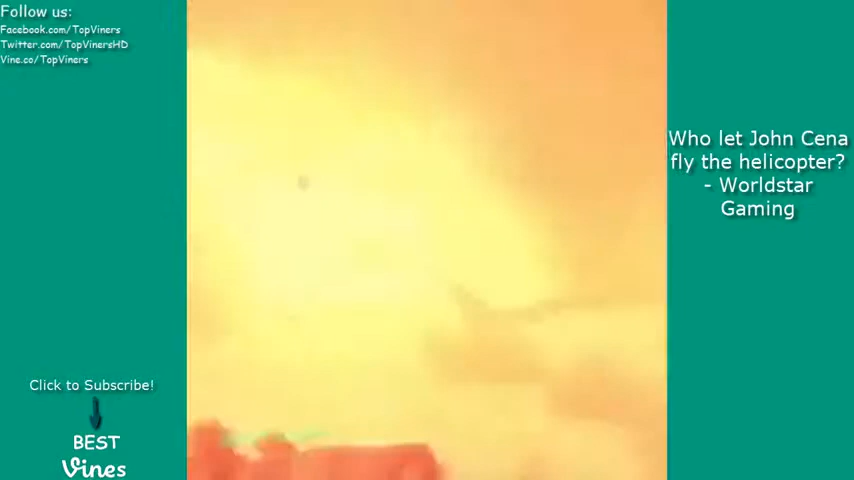 Follow us:
Facebook.com/TopViners
Twitter.com/TopVinersHD
Vine.co/TopViners
Who let John Cena
fly the helicopter?
- Worldstar
Gaming
Click to Subscribe!
BEST
Vines